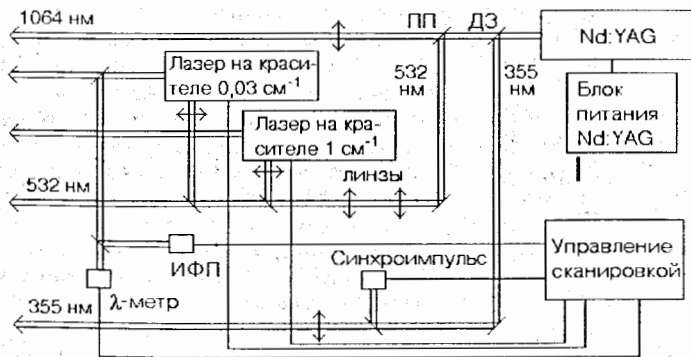 1064 нм
ПП
ДЗ
Nd:YAG
Лазер на краси-
теле 0,03 см⁻¹
532
нм
355
нм
Блок
питания
Nd:YAG
Лазер на кра-
сителе 1 см⁻¹
532 нм
линзы
ИФП
Синхроимпульс
Управление
сканировкой
λ-метр
355 нм